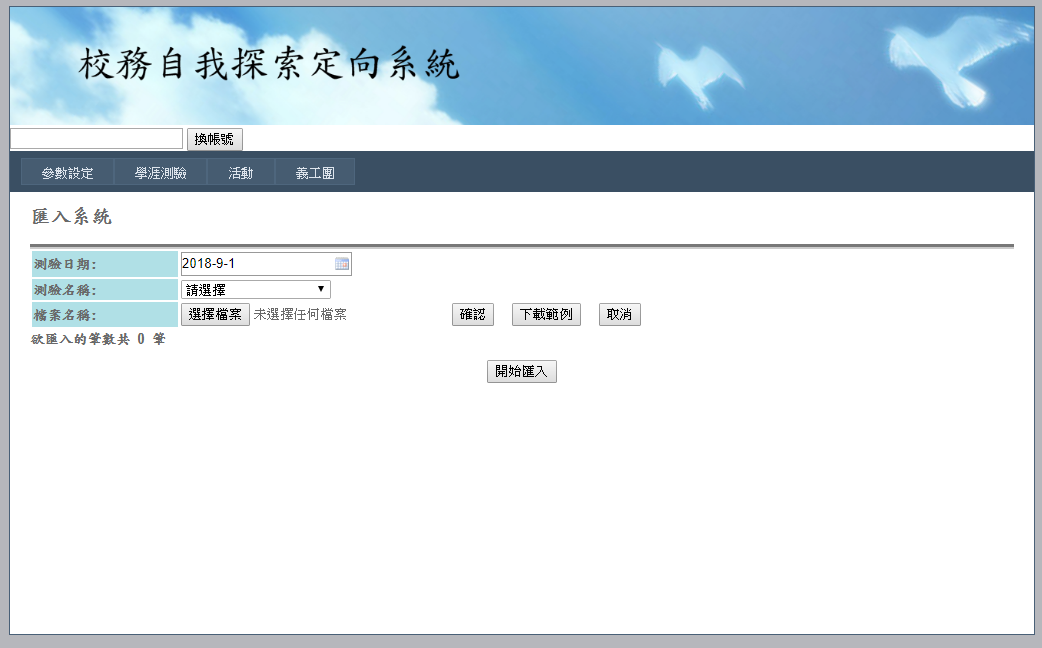 校務自我探索定向系統
換帳號
參數設定 學涯測驗 活動 義工團
匯入系統
測驗日期: 2018-9-1
測驗名稱: 請選擇
檔案名稱: 選擇檔案 未選擇任何檔案 確認 下載範例 取消
欲匯入的筆數共 0 筆
開始匯入